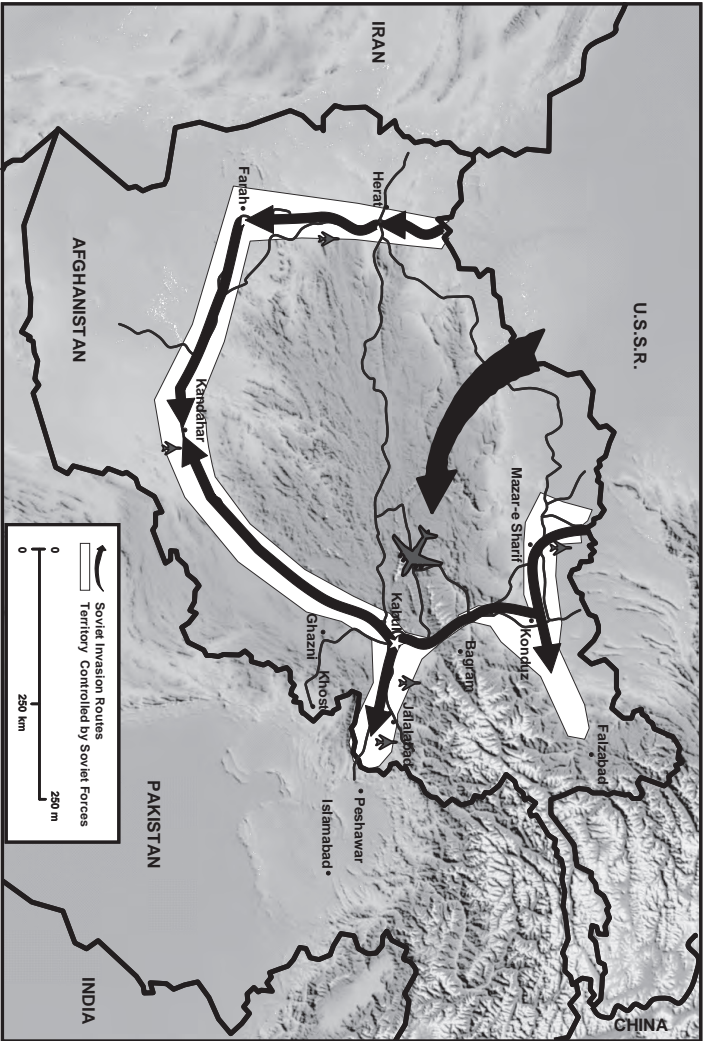 U.S.S.R.
CHINA
IRAN
Mazar-e Sharif
Konduz
Faizabad
Herat
Bagram
Kabul
Jalalabad
Farah
Ghazni
Khost
Peshawar
Islamabad
Kandahar
AFGHANISTAN
PAKISTAN
INDIA
Soviet Invasion Routes
Territory Controlled by Soviet Forces
0 250 m
0 250 km